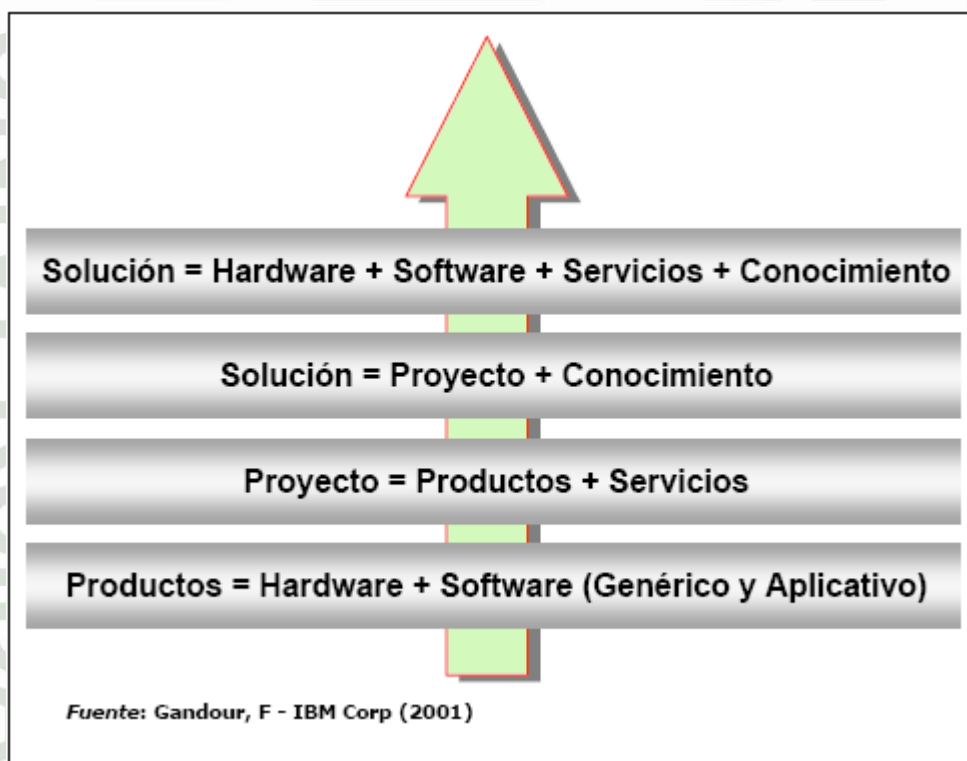 Solución = Hardware + Software + Servicios + Conocimiento
Solución = Proyecto + Conocimiento
Proyecto = Productos + Servicios
Productos = Hardware + Software (Genérico y Aplicativo)
Fuente: Gandour, F - IBM Corp (2001)